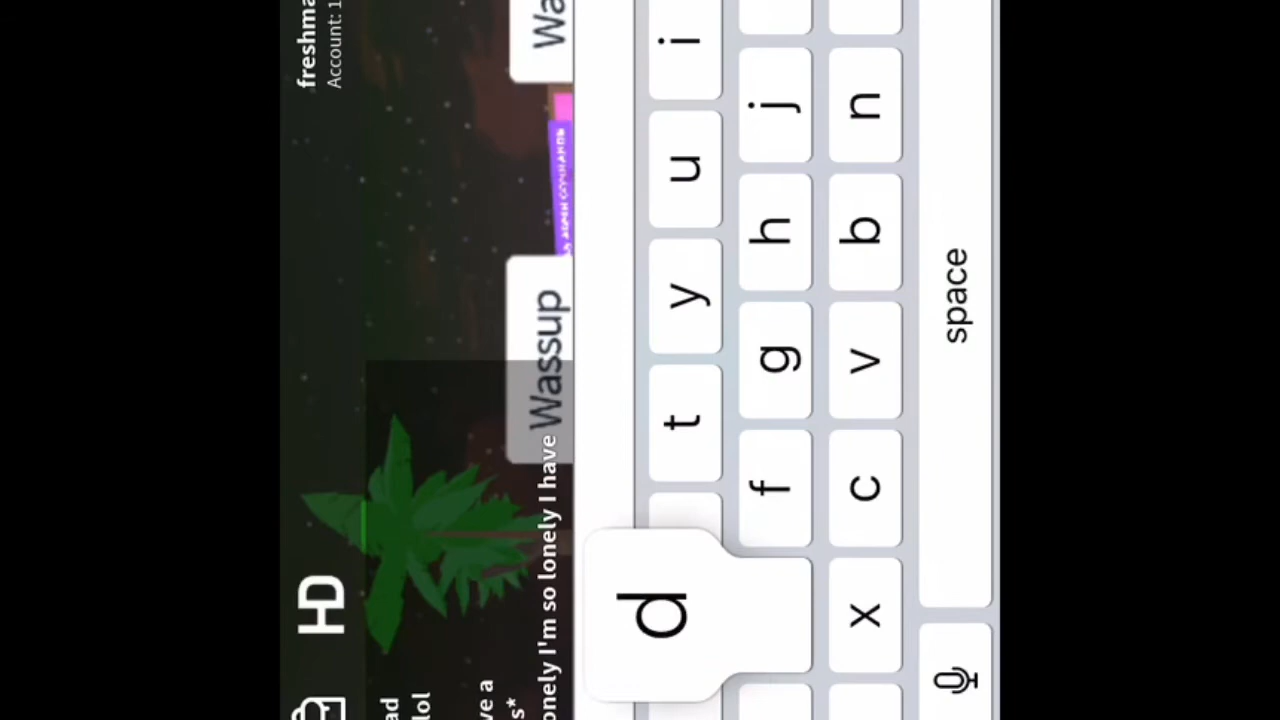 freshma
Account: 1
HD
Wa
Wassup
ad
lol
ve a
s*
onely I'm so lonely I have
t y u i
d f g h j
x c v b n
space